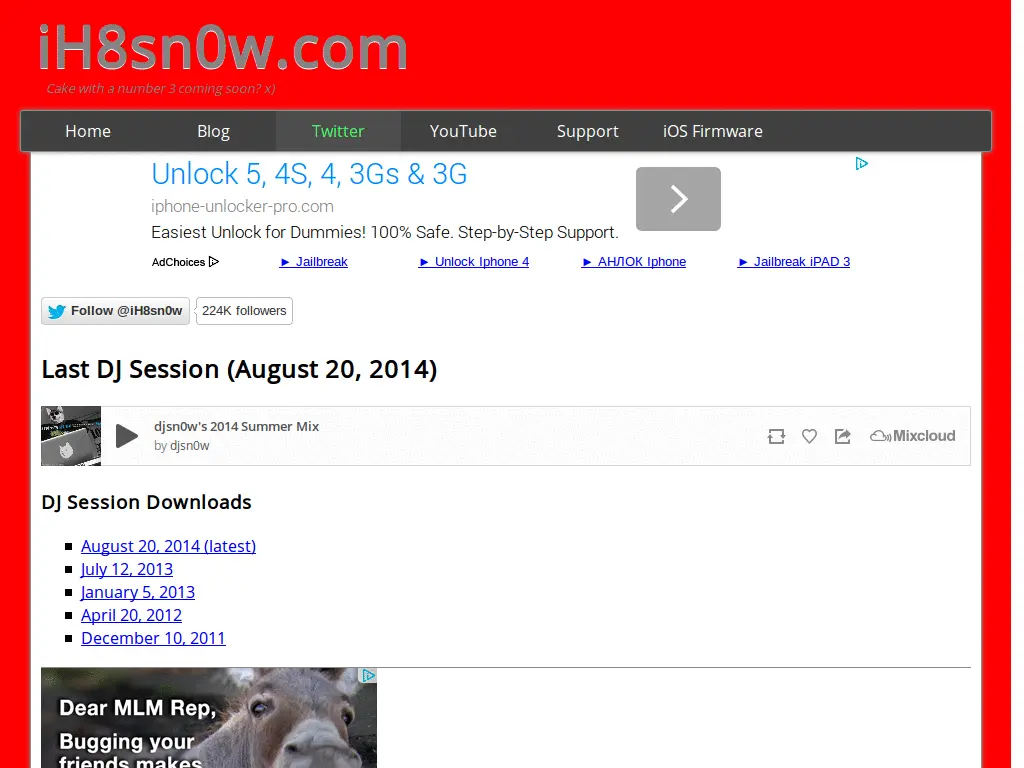 iH8sn0w.com
Cake with a number 3 coming soon? x)
Home Blog Twitter YouTube Support iOS Firmware
Unlock 5, 4S, 4, 3Gs & 3G
iphone-unlocker-pro.com
Easiest Unlock for Dummies! 100% Safe. Step-by-Step Support.
AdChoices ► Jailbreak ► Unlock Iphone 4 ► АНЛОК Iphone ► Jailbreak iPAD 3
Follow @iH8sn0w 224K followers
Last DJ Session (August 20, 2014)
djsn0w's 2014 Summer Mix
by djsn0w
Mixcloud
DJ Session Downloads
August 20, 2014 (latest)
July 12, 2013
January 5, 2013
April 20, 2012
December 10, 2011
Dear MLM Rep,
Bugging your
friends makes